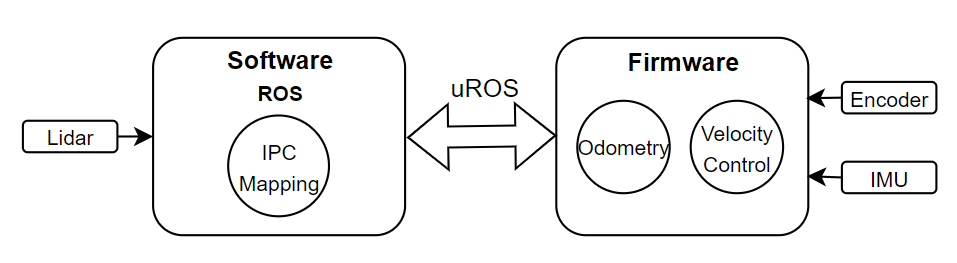 Software
ROS
IPC
Mapping
Lidar
uROS
Firmware
Odometry
Velocity
Control
Encoder
IMU